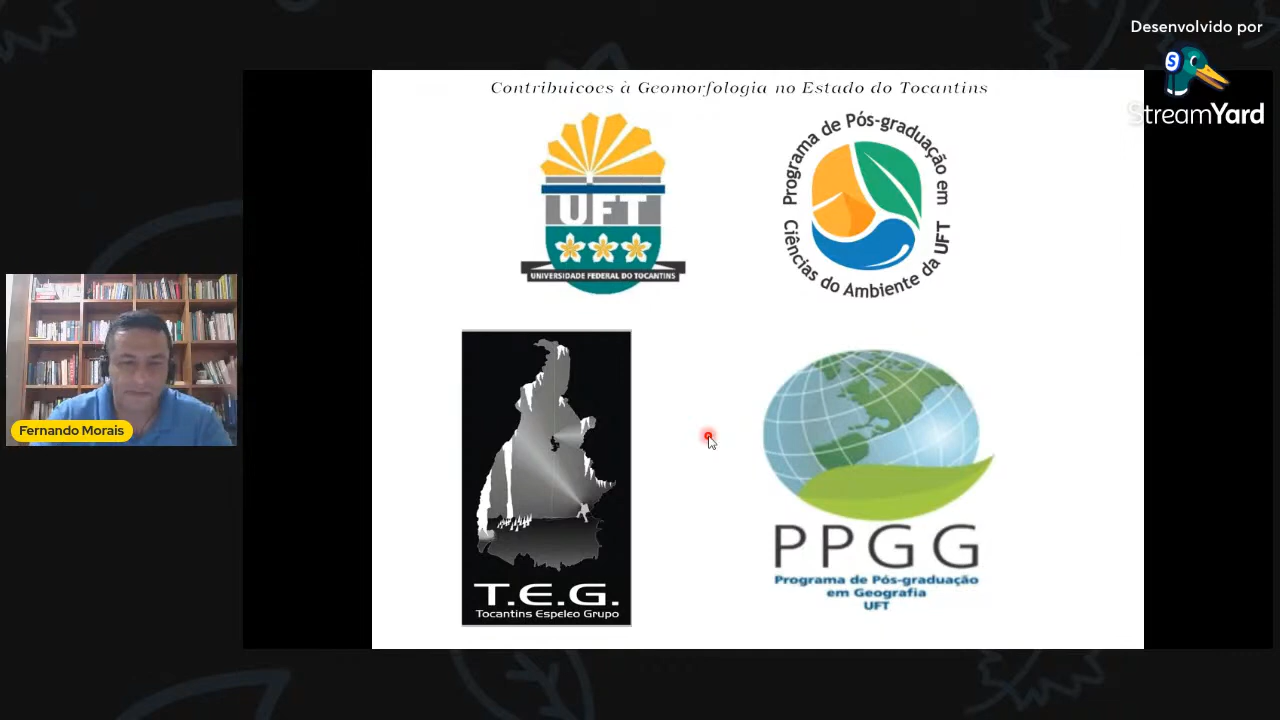 Desenvolvido por
StreamYard
Contribuicoes à Geomorfologia no Estado do Tocantins
UFT
UNIVERSIDADE FEDERAL DO TOCANTINS
Programa de Pós-graduação em
Ciências do Ambiente da UFT
Fernando Morais
T.E.G.
Tocantins Espeleo Grupo
PPGG
Programa de Pós-graduação
em Geografia
UFT